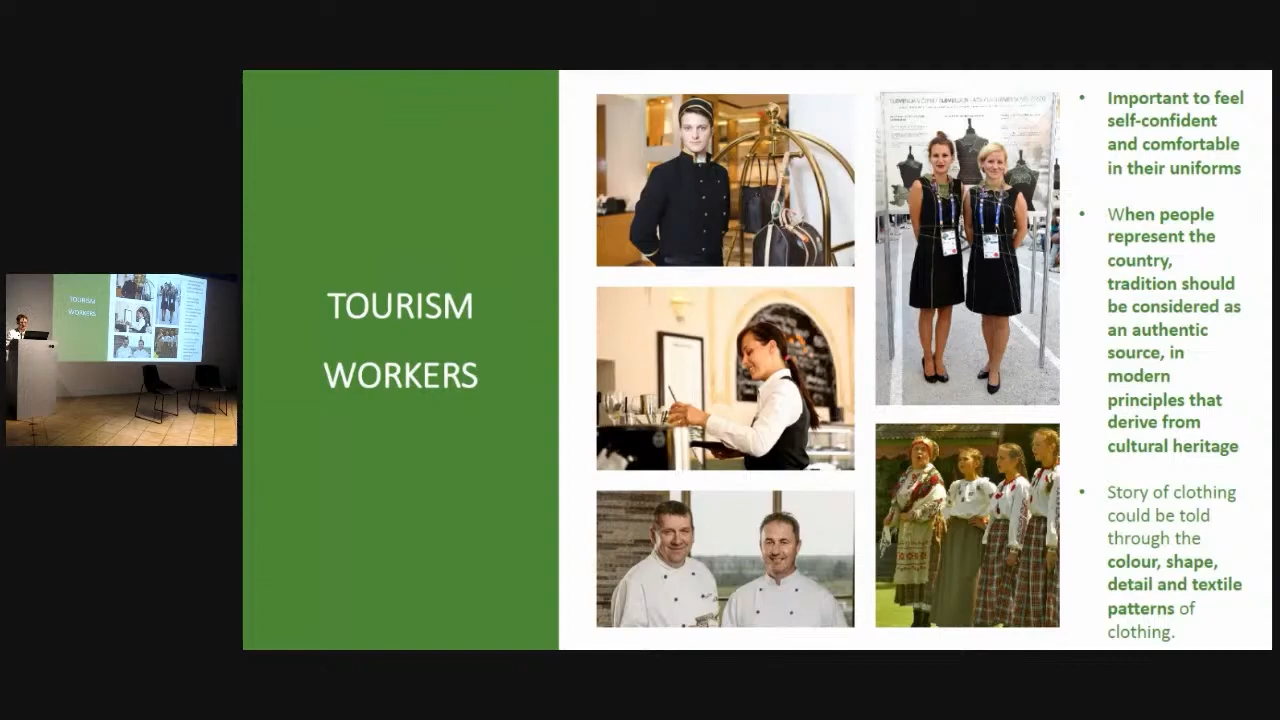 TOURISM
WORKERS
• Important to feel
self-confident
and comfortable
in their uniforms
• When people
represent the
country,
tradition should
be considered as
an authentic
source, in
modern
principles that
derive from
cultural heritage
• Story of clothing
could be told
through the
colour, shape,
detail and textile
patterns of
clothing.
TOURISM
WORKERS